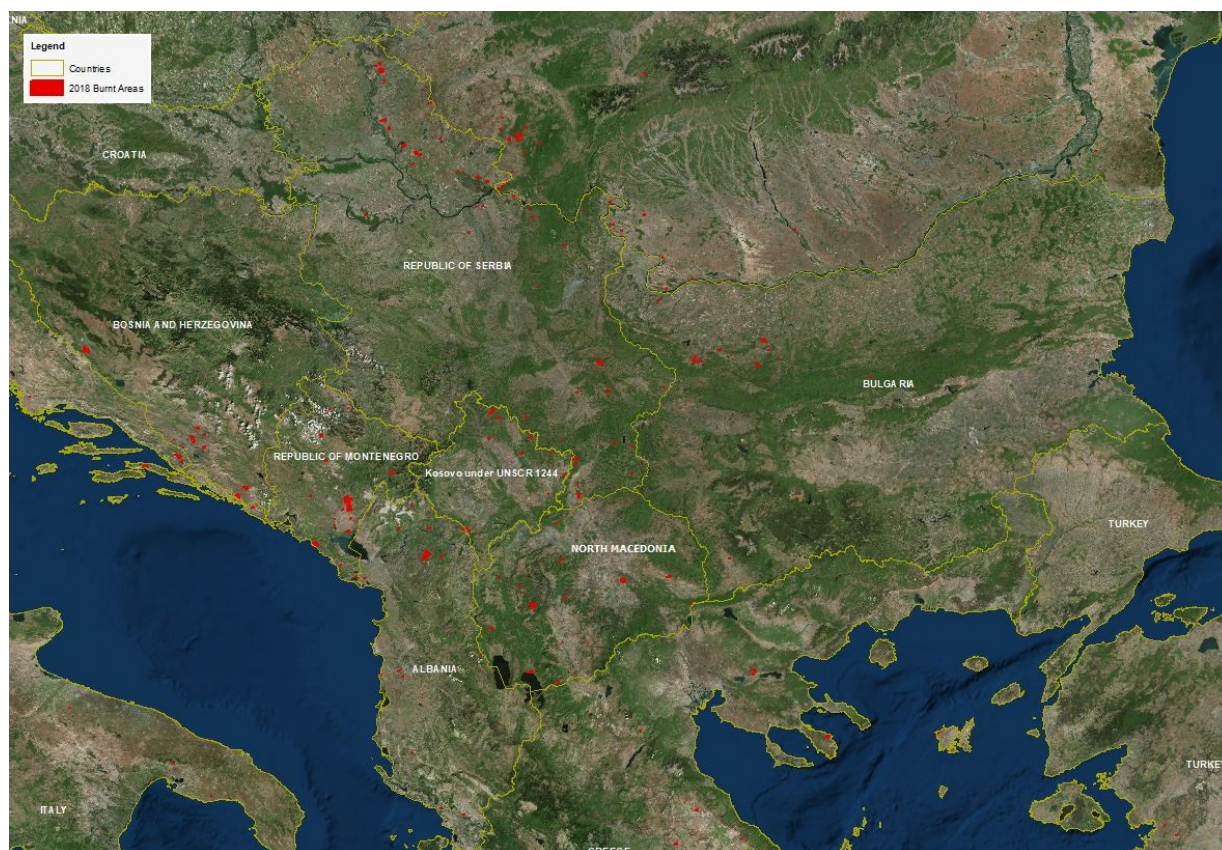 NIA
Legend
Countries
2018 Burnt Areas
CROATIA
REPUBLIC OF SERBIA
BOSNIA AND HERZEGOVINA
BULGARIA
REPUBLIC OF MONTENEGRO
Kosovo under UNSCR 1244
TURKEY
NORTH MACEDONIA
ALBANIA
TURKEY
ITALY
GREECE